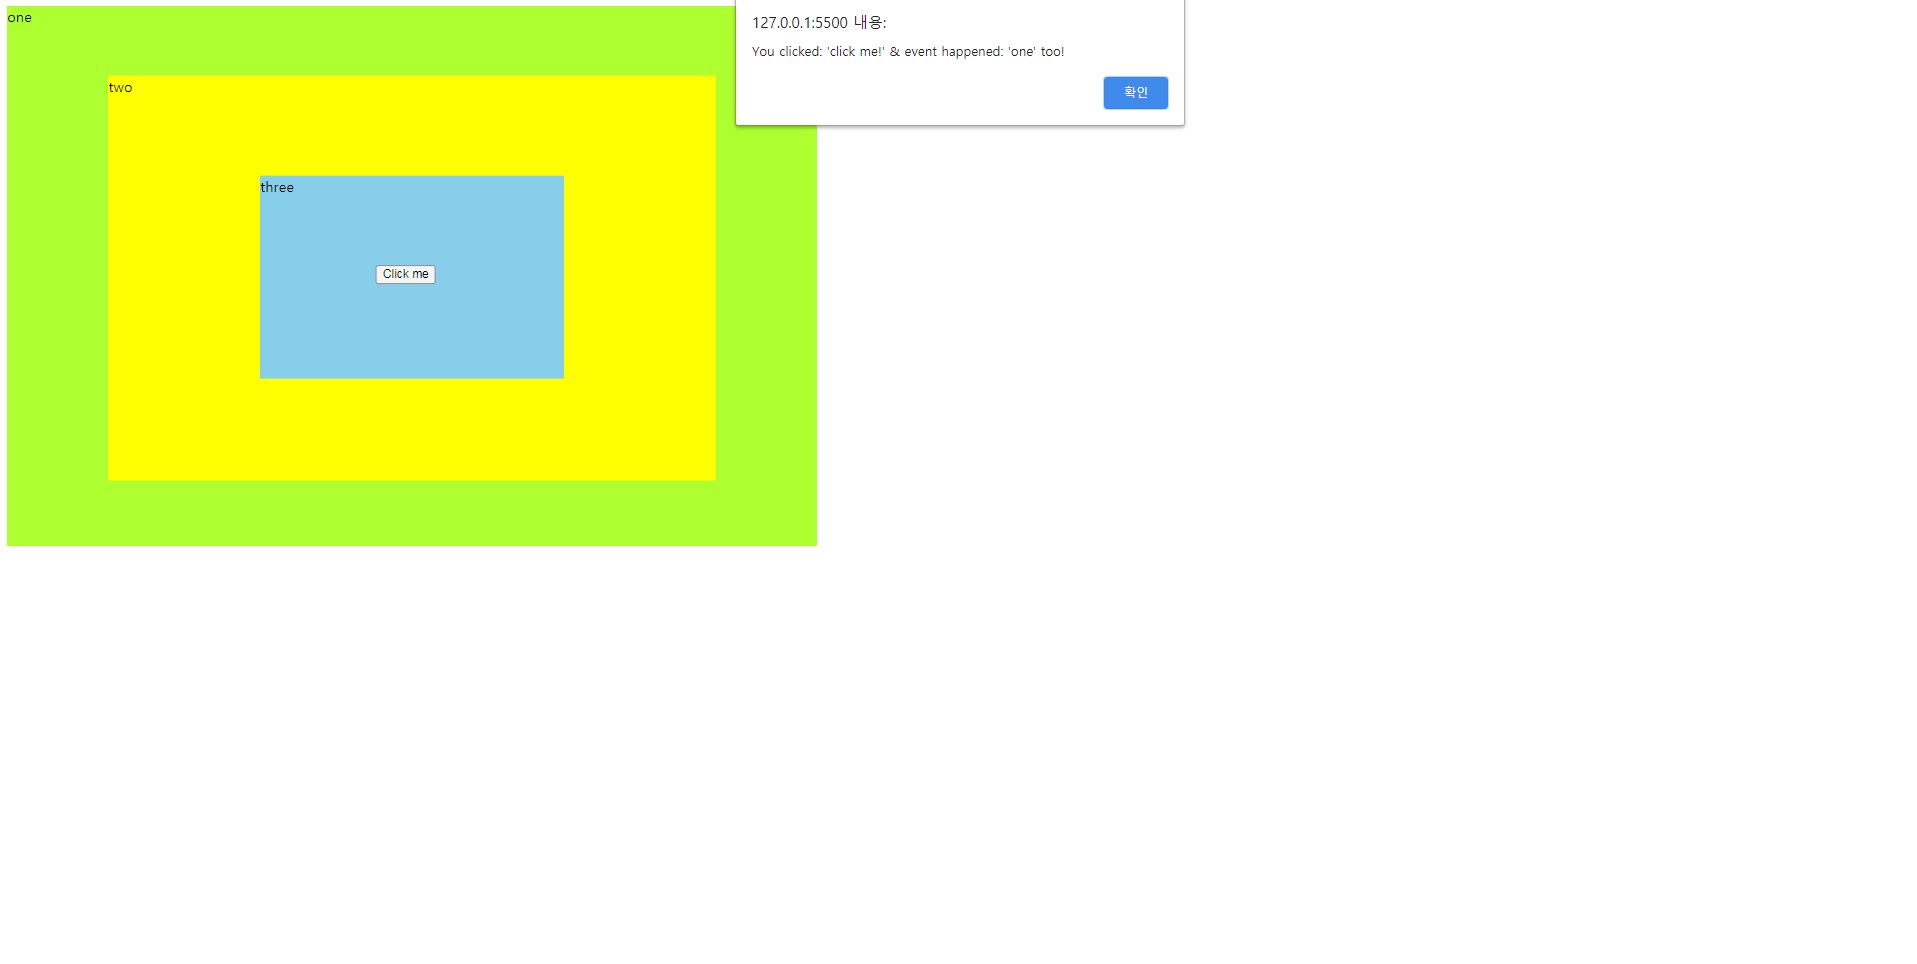 one
127.0.0.1:5500 내용:
You clicked: 'click me!' & event happened: 'one' too!
확인
two
three
Click me